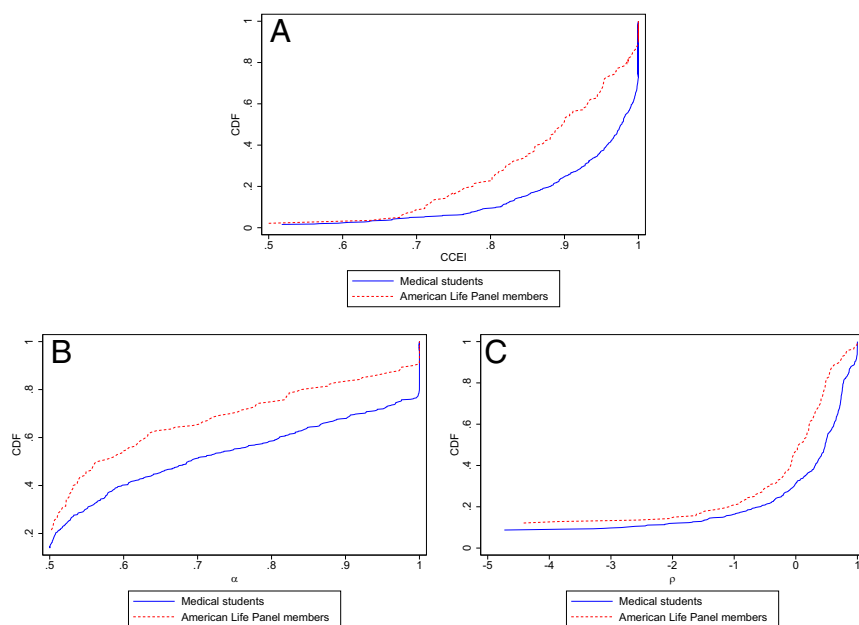 A
CDF
1
.8
.6
.4
.2
0
.5 .6 .7 .8 .9 1
CCEI
Medical students
American Life Panel members
B
CDF
1
.8
.6
.4
.2
.5 .6 .7 .8 .9 1
α
Medical students
American Life Panel members
C
CDF
1
.8
.6
.4
.2
0
-5 -4 -3 -2 -1 0 1
ρ
Medical students
American Life Panel members